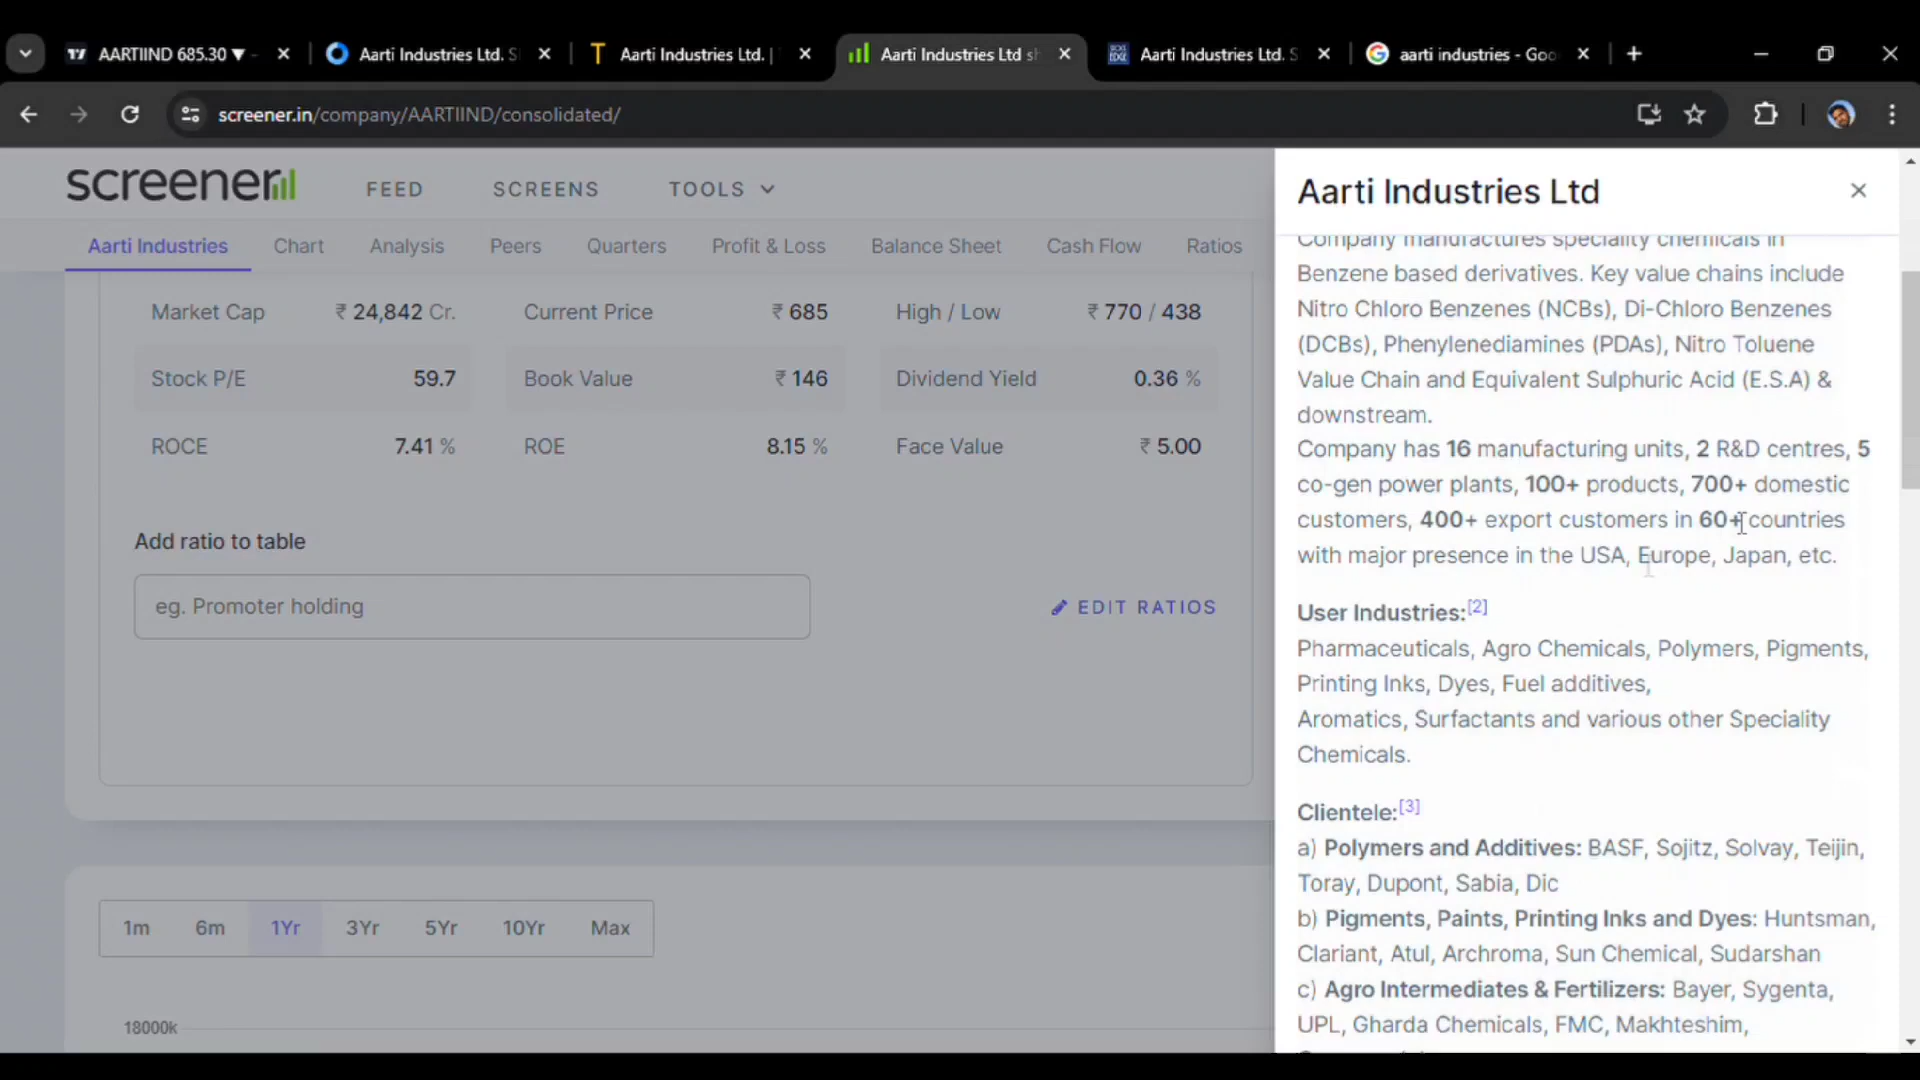 AARTIIND 685.30 ▼
Aarti Industries Ltd. S
Aarti Industries Ltd. |
Aarti Industries Ltd sh
Aarti Industries Ltd. S
aarti industries - Goo
screener.in/company/AARTIIND/consolidated/
screener
FEED
SCREENS
TOOLS
Aarti Industries
Chart
Analysis
Peers
Quarters
Profit & Loss
Balance Sheet
Cash Flow
Ratios
Market Cap ₹ 24,842 Cr.
Current Price ₹ 685
High / Low ₹ 770 / 438
Stock P/E 59.7
Book Value ₹ 146
Dividend Yield 0.36 %
ROCE 7.41 %
ROE 8.15 %
Face Value ₹ 5.00
Add ratio to table
eg. Promoter holding
EDIT RATIOS
1m 6m 1Yr 3Yr 5Yr 10Yr Max
18000k
Aarti Industries Ltd
Company manufactures speciality chemicals in
Benzene based derivatives. Key value chains include
Nitro Chloro Benzenes (NCBs), Di-Chloro Benzenes
(DCBs), Phenylenediamines (PDAs), Nitro Toluene
Value Chain and Equivalent Sulphuric Acid (E.S.A) &
downstream.
Company has 16 manufacturing units, 2 R&D centres, 5
co-gen power plants, 100+ products, 700+ domestic
customers, 400+ export customers in 60+ countries
with major presence in the USA, Europe, Japan, etc.
User Industries:[2]
Pharmaceuticals, Agro Chemicals, Polymers, Pigments,
Printing Inks, Dyes, Fuel additives,
Aromatics, Surfactants and various other Speciality
Chemicals.
Clientele:[3]
a) Polymers and Additives: BASF, Sojitz, Solvay, Teijin,
Toray, Dupont, Sabia, Dic
b) Pigments, Paints, Printing Inks and Dyes: Huntsman,
Clariant, Atul, Archroma, Sun Chemical, Sudarshan
c) Agro Intermediates & Fertilizers: Bayer, Sygenta,
UPL, Gharda Chemicals, FMC, Makhteshim,